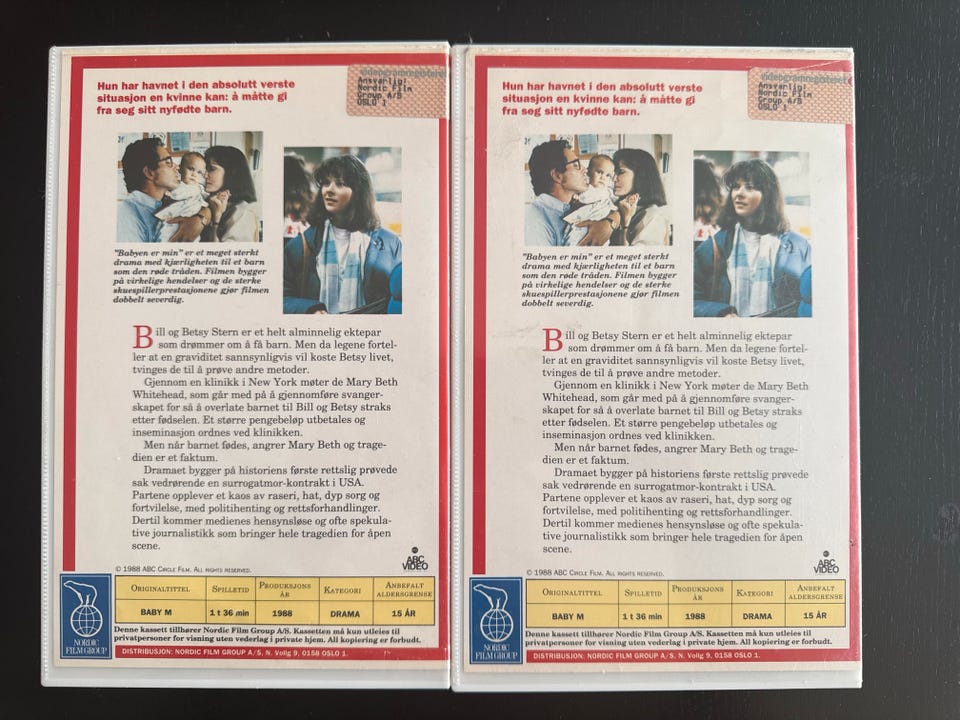 Hun har havnet i den absolutt verste
situasjon en kvinne kan: å måtte gi
fra seg sitt nyfødte barn.
videogramregisteret
Ansvarlig:
Nordic Film
Group A/S
OSLO 1
"Babyen er min" er et meget sterkt
drama med kjærligheten til et barn
som den røde tråden. Filmen bygger
på virkelige hendelser og de sterke
skuespillerprestasjonene gjør filmen
dobbelt severdig.
Bill og Betsy Stern er et helt alminnelig ektepar
som drømmer om å få barn. Men da legene fortel-
ler at en graviditet sannsynligvis vil koste Betsy livet,
tvinges de til å prøve andre metoder.
Gjennom en klinikk i New York møter de Mary Beth
Whitehead, som går med på å gjennomføre svanger-
skapet for så å overlate barnet til Bill og Betsy straks
etter fødselen. Et større pengebeløp utbetales og
inseminasjon ordnes ved klinikken.
Men når barnet fødes, angrer Mary Beth og trage-
dien er et faktum.
Dramaet bygger på historiens første rettslig prøvede
sak vedrørende en surrogatmor-kontrakt i USA.
Partene opplever et kaos av raseri, hat, dyp sorg og
fortvilelse, med politihenting og rettsforhandlinger.
Dertil kommer medienes hensynsløse og ofte spekula-
tive journalistikk som bringer hele tragedien for åpen
scene.
abc
ABC
VIDEO
© 1988 ABC CIRCLE FILM. ALL RIGHTS RESERVED.
ORIGINALTITTEL SPILLETID PRODUKSJONS ÅR KATEGORI ANBEFALT ALDERSGRENSE
BABY M 1 t 36 min 1988 DRAMA 15 ÅR
NORDIC
FILM GROUP
Denne kassett tillhører Nordic Film Group A/S. Kassetten må kun utleies til
privatpersoner for visning uten vederlag i private hjem. All kopiering er forbudt.
DISTRIBUSJON: NORDIC FILM GROUP A/S, N. Vollg 9, 0158 OSLO 1.
Hun har havnet i den absolutt verste
situasjon en kvinne kan: å måtte gi
fra seg sitt nyfødte barn.
videogramregisteret
Ansvarlig:
Nordic Film
Group A/S
OSLO 1
"Babyen er min" er et meget sterkt
drama med kjærligheten til et barn
som den røde tråden. Filmen bygger
på virkelige hendelser og de sterke
skuespillerprestasjonene gjør filmen
dobbelt severdig.
Bill og Betsy Stern er et helt alminnelig ektepar
som drømmer om å få barn. Men da legene fortel-
ler at en graviditet sannsynligvis vil koste Betsy livet,
tvinges de til å prøve andre metoder.
Gjennom en klinikk i New York møter de Mary Beth
Whitehead, som går med på å gjennomføre svanger-
skapet for så å overlate barnet til Bill og Betsy straks
etter fødselen. Et større pengebeløp utbetales og
inseminasjon ordnes ved klinikken.
Men når barnet fødes, angrer Mary Beth og trage-
dien er et faktum.
Dramaet bygger på historiens første rettslig prøvede
sak vedrørende en surrogatmor-kontrakt i USA.
Partene opplever et kaos av raseri, hat, dyp sorg og
fortvilelse, med politihenting og rettsforhandlinger.
Dertil kommer medienes hensynsløse og ofte spekula-
tive journalistikk som bringer hele tragedien for åpen
scene.
abc
ABC
VIDEO
© 1988 ABC CIRCLE FILM. ALL RIGHTS RESERVED.
ORIGINALTITTEL SPILLETID PRODUKSJONS ÅR KATEGORI ANBEFALT ALDERSGRENSE
BABY M 1 t 36 min 1988 DRAMA 15 ÅR
NORDIC
FILM GROUP
Denne kassett tillhører Nordic Film Group A/S. Kassetten må kun utleies til
privatpersoner for visning uten vederlag i private hjem. All kopiering er forbudt.
DISTRIBUSJON: NORDIC FILM GROUP A/S, N. Vollg 9, 0158 OSLO 1.